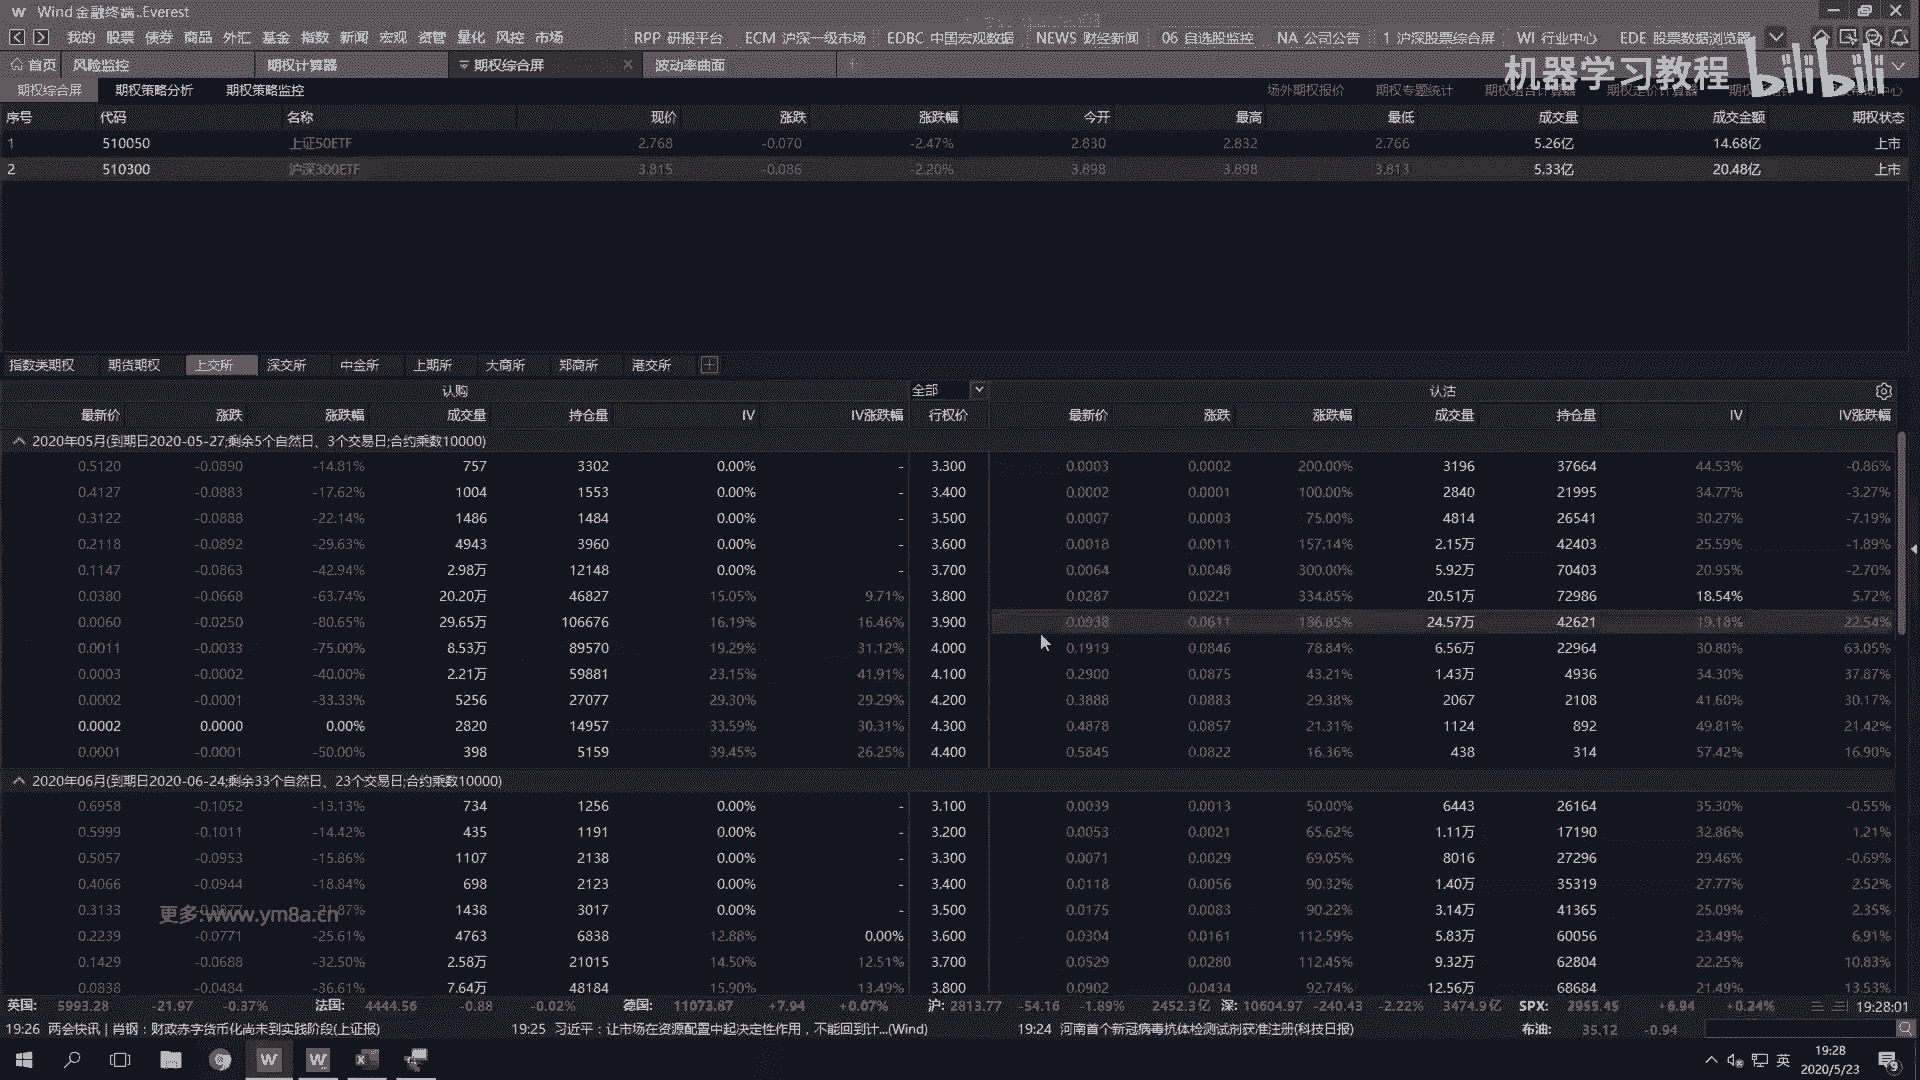 Wind 金融终端..Everest
我的 股票 债券 商品 外汇 基金 指数 新闻 宏观 资管 量化 风控 市场 RPP 研报平台 ECM 沪深一级市场 EDBC 中国宏观数据 NEWS 财经新闻 06 自选股监控 NA 公司公告 1 沪深股票综合屏 WI 行业中心 EDE 股票数据浏览器
首页 风险监控 期权计算器 期权综合屏 波动率曲面
机器学习教程 bilibili
期权综合屏 期权策略分析 期权策略监控 场外期权报价 期权专题统计
序号 代码 名称 现价 涨跌 涨跌幅 今开 最高 最低 成交量 成交金额 期权状态
1 510050 上证50ETF 2.768 -0.070 -2.47% 2.830 2.832 2.766 5.26亿 14.68亿 上市
2 510300 沪深300ETF 3.815 -0.086 -2.20% 3.898 3.898 3.813 5.33亿 20.48亿 上市
指数类期权 期货期权 上交所 深交所 中金所 上期所 大商所 郑商所 港交所
认购 全部 认沽
最新价 涨跌 涨跌幅 成交量 持仓量 IV IV涨跌幅 行权价 最新价 涨跌 涨跌幅 成交量 持仓量 IV IV涨跌幅
2020年05月(到期日2020-05-27;剩余5个自然日、3个交易日;合约乘数10000)
0.5120 -0.0890 -14.81% 757 3302 0.00% - 3.300 0.0003 0.0002 200.00% 3196 37664 44.53% -0.86%
0.4127 -0.0883 -17.62% 1004 1553 0.00% - 3.400 0.0002 0.0001 100.00% 2840 21995 34.77% -3.27%
0.3122 -0.0888 -22.14% 1486 1484 0.00% - 3.500 0.0007 0.0003 75.00% 4814 26541 30.27% -7.19%
0.2118 -0.0892 -29.63% 4943 3960 0.00% - 3.600 0.0018 0.0011 157.14% 2.15万 42403 25.59% -1.89%
0.1147 -0.0863 -42.94% 2.98万 12148 0.00% - 3.700 0.0064 0.0048 300.00% 5.92万 70403 20.95% -2.70%
0.0380 -0.0668 -63.74% 20.20万 46827 15.05% 9.71% 3.800 0.0287 0.0221 334.85% 20.51万 72986 18.54% 5.72%
0.0060 -0.0250 -80.65% 29.65万 106676 16.19% 16.46% 3.900 0.0938 0.0611 186.85% 24.57万 42621 19.18% 22.54%
0.0011 -0.0033 -75.00% 8.53万 89570 19.29% 31.12% 4.000 0.1919 0.0846 78.84% 6.56万 22964 30.80% 63.05%
0.0003 -0.0002 -40.00% 2.21万 59881 23.15% 41.91% 4.100 0.2900 0.0875 43.21% 1.43万 4936 34.30% 37.87%
0.0002 -0.0001 -33.33% 5256 27077 29.30% 29.29% 4.200 0.3888 0.0883 29.38% 2067 2108 41.60% 30.17%
0.0002 0.0000 0.00% 2820 14957 33.59% 30.31% 4.300 0.4878 0.0857 21.31% 1124 892 49.81% 21.42%
0.0001 -0.0001 -50.00% 398 5159 39.45% 26.25% 4.400 0.5845 0.0822 16.36% 438 314 57.42% 16.90%
2020年06月(到期日2020-06-24;剩余33个自然日、23个交易日;合约乘数10000)
0.6958 -0.1052 -13.13% 734 1256 0.00% - 3.100 0.0039 0.0013 50.00% 6443 26164 35.30% -0.55%
0.5999 -0.1011 -14.42% 435 1191 0.00% - 3.200 0.0053 0.0021 65.62% 1.11万 17190 32.86% 1.21%
0.5057 -0.0953 -15.86% 1107 2138 0.00% - 3.300 0.0071 0.0029 69.05% 8016 27296 29.46% -0.69%
0.4066 -0.0944 -18.84% 698 2123 0.00% - 3.400 0.0118 0.0056 90.32% 1.40万 35319 27.77% 2.52%
0.3133 -0.0877 -21.87% 1438 3017 0.00% - 3.500 0.0175 0.0083 90.22% 3.14万 41365 25.09% 2.35%
更多:www.ym8a.cn
0.2239 -0.0771 -25.61% 4763 6838 12.88% 0.00% 3.600 0.0304 0.0161 112.59% 5.83万 60056 23.49% 6.91%
0.1429 -0.0688 -32.50% 2.58万 21015 14.50% 12.51% 3.700 0.0529 0.0280 112.45% 9.32万 62804 22.25% 10.83%
0.0838 -0.0484 -36.61% 7.64万 48184 15.90% 13.49% 3.800 0.0902 0.0434 92.74% 12.56万 68684 21.49% 13.53%
英国: 5993.28 -21.97 -0.37% 法国: 4444.56 -0.88 -0.02% 德国: 11073.87 +7.94 +0.07% 沪: 2813.77 -54.16 -1.89% 2452.3亿 深: 10604.97 -240.43 -2.22% 3474.9亿 SPX: 2955.45 +6.94 +0.24% 19:28:01
19:26 两会快讯 | 肖钢：财政赤字货币化尚未到实践阶段(上证报) 19:25 习近平：让市场在资源配置中起决定性作用，不能回到计...(Wind) 19:24 河南首个新冠病毒抗体检测试剂获准注册(科技日报) 布油: 35.12 -0.94
英 19:28
2020/5/23